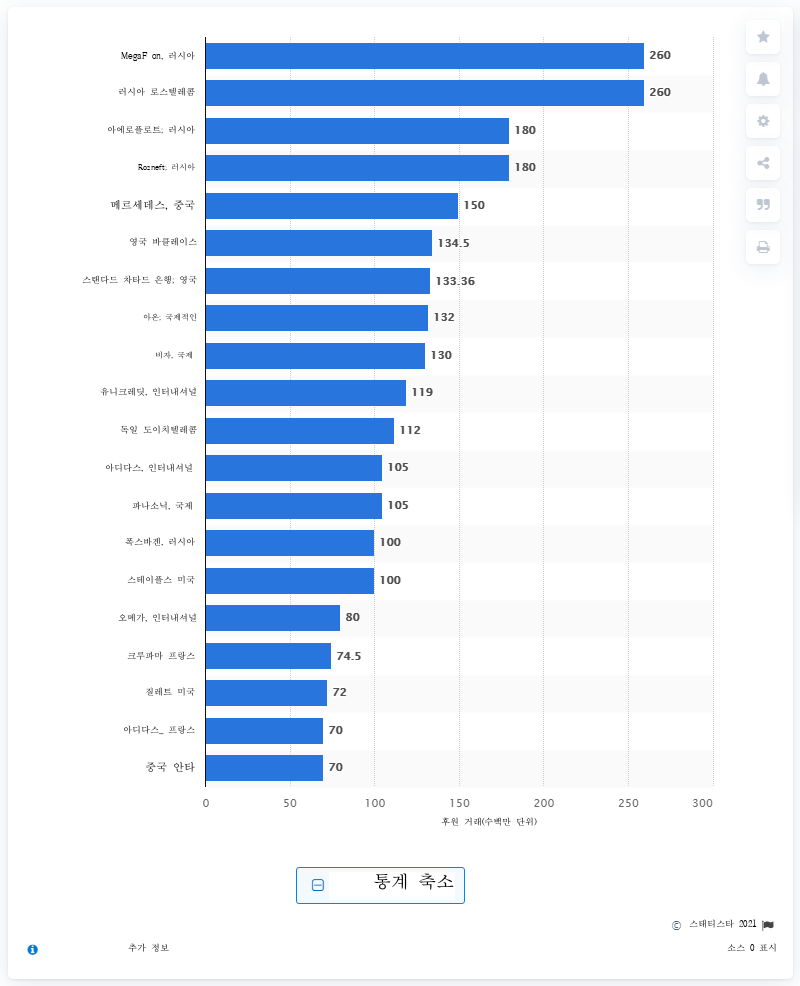 MegaF on, 러시아 260
러시아 로스텔레콤 260
아에로플로트; 러시아 180
Rosneft; 러시아 180
메르세데스, 중국 150
영국 바클레이스 134.5
스탠다드 차타드 은행; 영국 133.36
아온; 국제적인 132
비자, 국제 130
유니크레딧, 인터내셔널 119
독일 도이치텔레콤 112
아디다스, 인터내셔널 105
파나소닉, 국제 105
폭스바겐, 러시아 100
스테이플스 미국 100
오메가, 인터내셔널 80
크루파마 프랑스 74.5
질레트 미국 72
아디다스_ 프랑스 70
중국 안타 70
0 50 100 150 200 250 300
후원 거래(수백만 단위)
통계 축소
© 스태티스타 2021
추가 정보
소스 0 표시